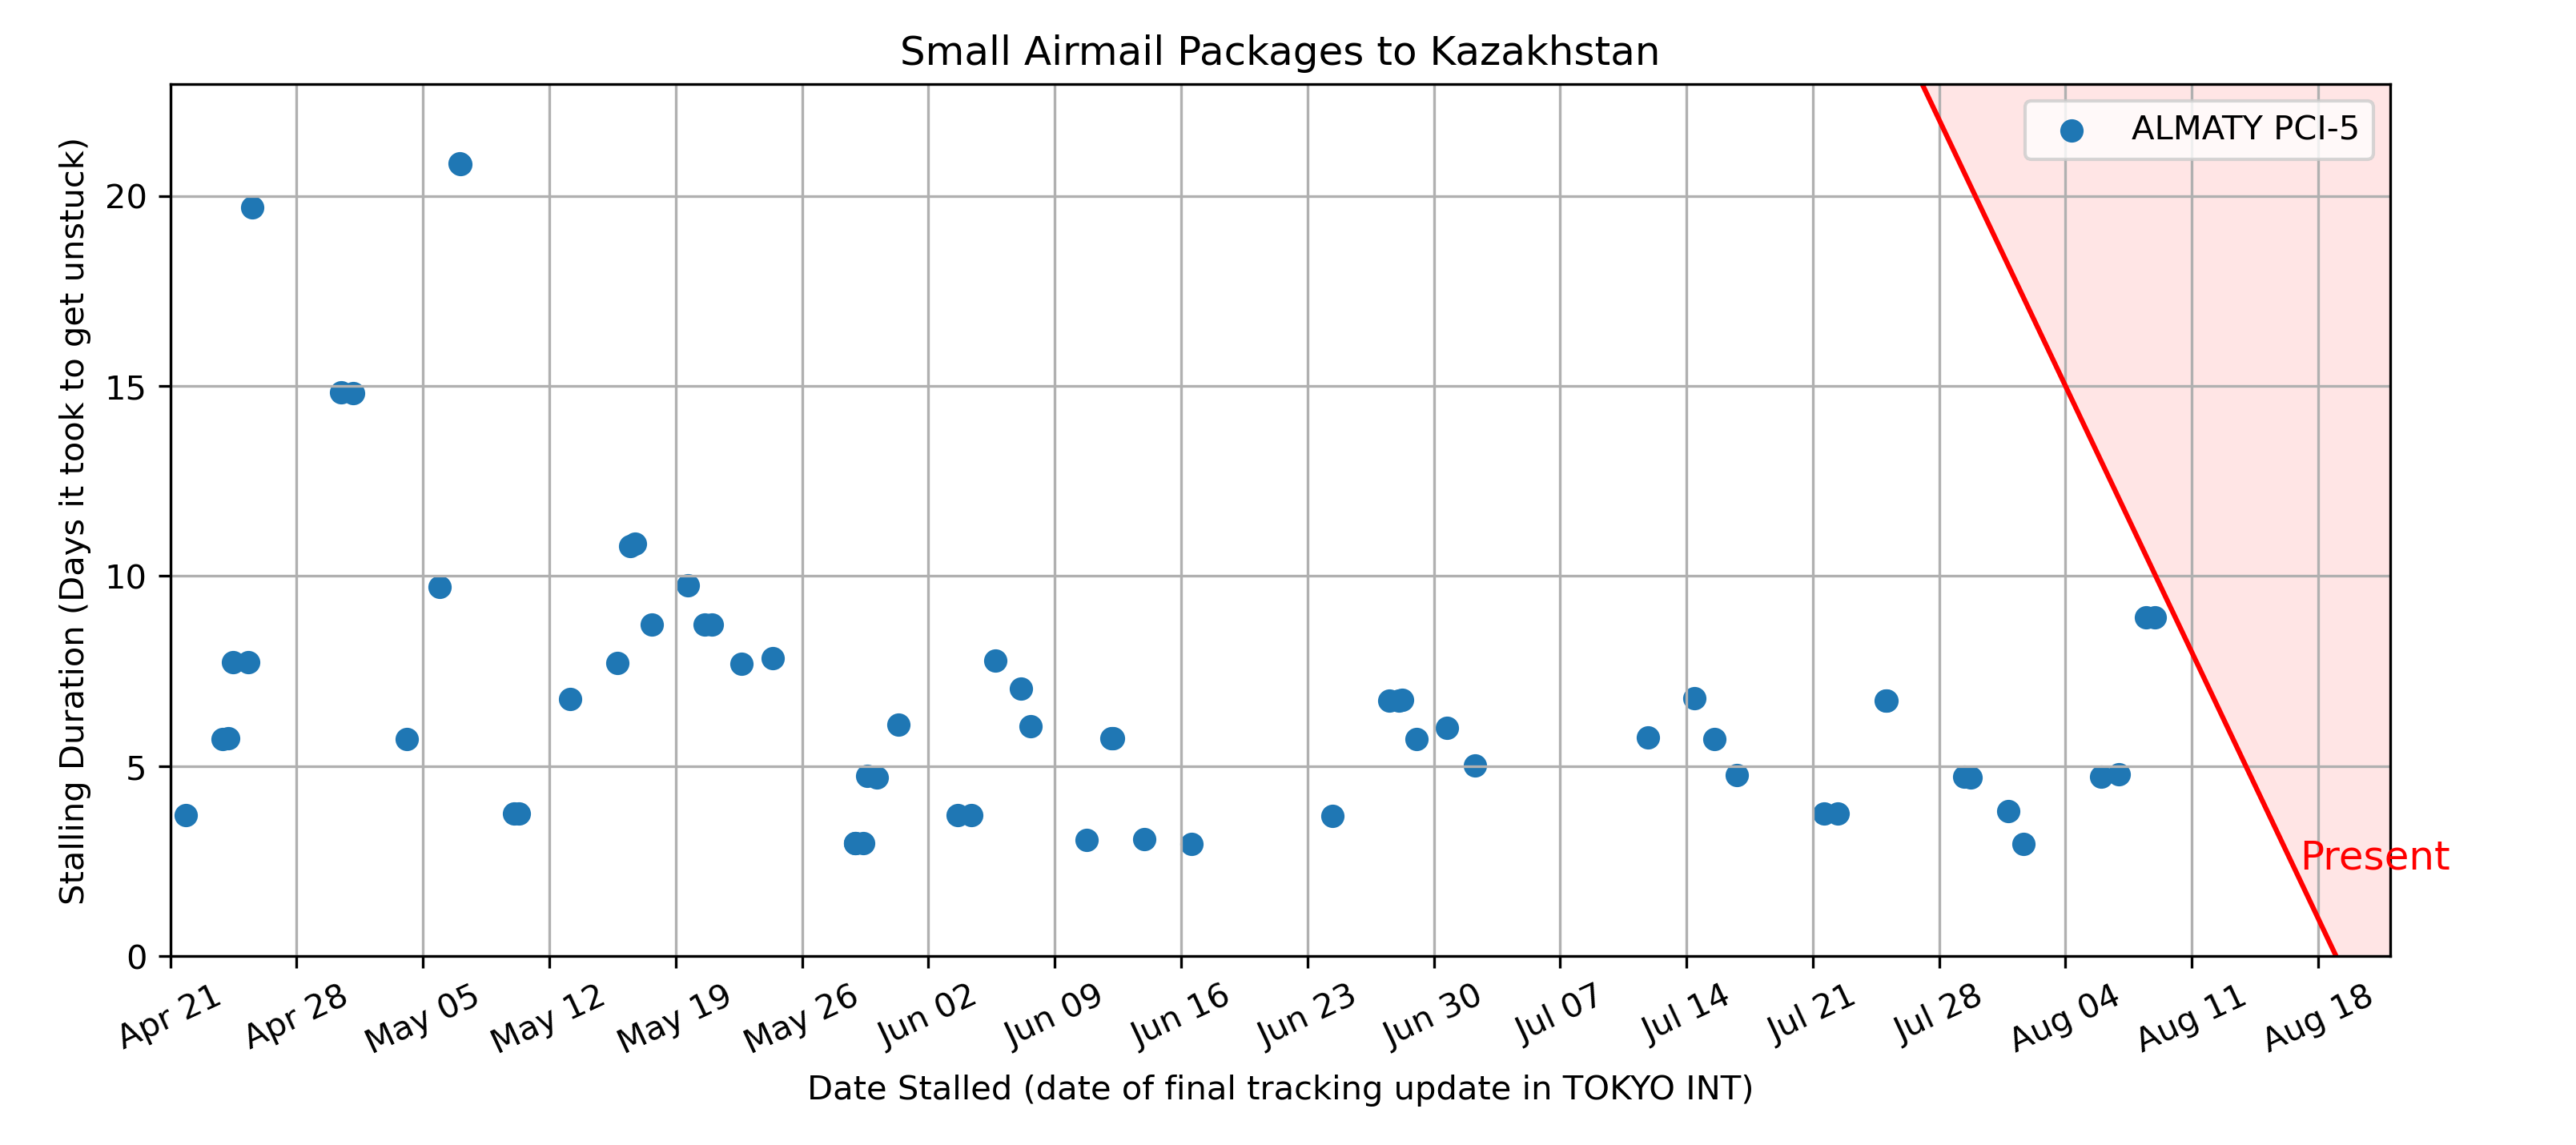 Small Airmail Packages to Kazakhstan
ALMATY PCI-5
Stalling Duration (Days it took to get unstuck)
20
15
10
5
0
Present
Apr 21
Apr 28
May 05
May 12
May 19
May 26
Jun 02
Jun 09
Jun 16
Jun 23
Jun 30
Jul 07
Jul 14
Jul 21
Jul 28
Aug 04
Aug 11
Aug 18
Date Stalled (date of final tracking update in TOKYO INT)